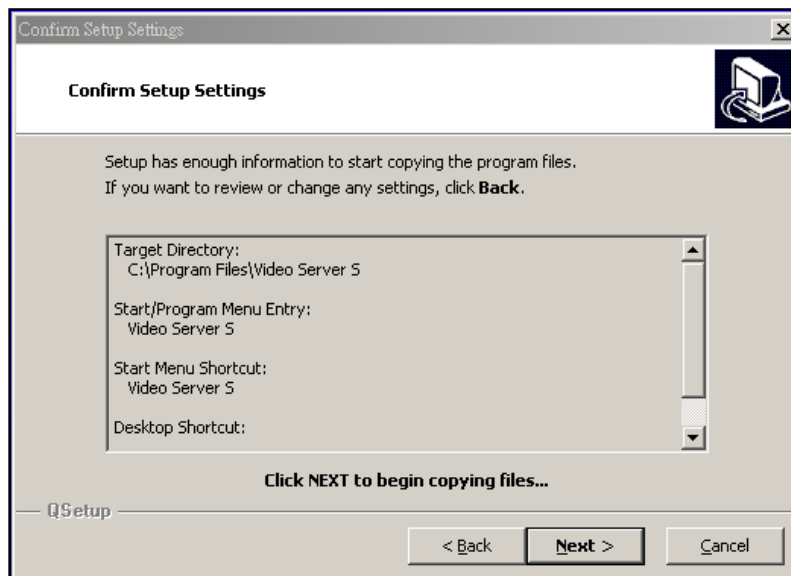 Confirm Setup Settings
Confirm Setup Settings
Setup has enough information to start copying the program files.
If you want to review or change any settings, click Back.
Target Directory:
C:\Program Files\Video Server S
Start/Program Menu Entry:
Video Server S
Start Menu Shortcut:
Video Server S
Desktop Shortcut:
Click NEXT to begin copying files...
QSetup
< Back
Next >
Cancel